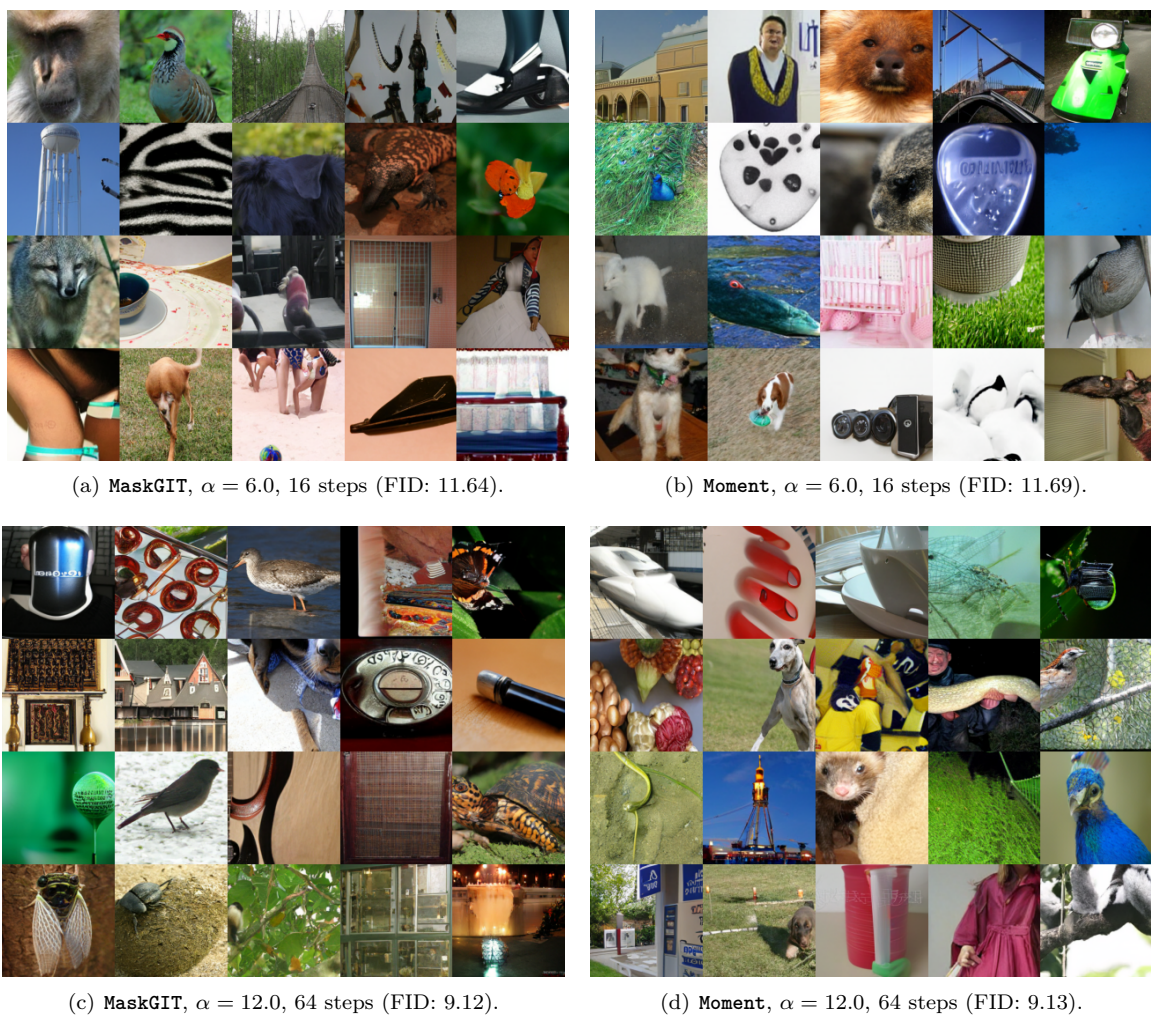 (a) MaskGIT, α = 6.0, 16 steps (FID: 11.64).
(b) Moment, α = 6.0, 16 steps (FID: 11.69).
(c) MaskGIT, α = 12.0, 64 steps (FID: 9.12).
(d) Moment, α = 12.0, 64 steps (FID: 9.13).